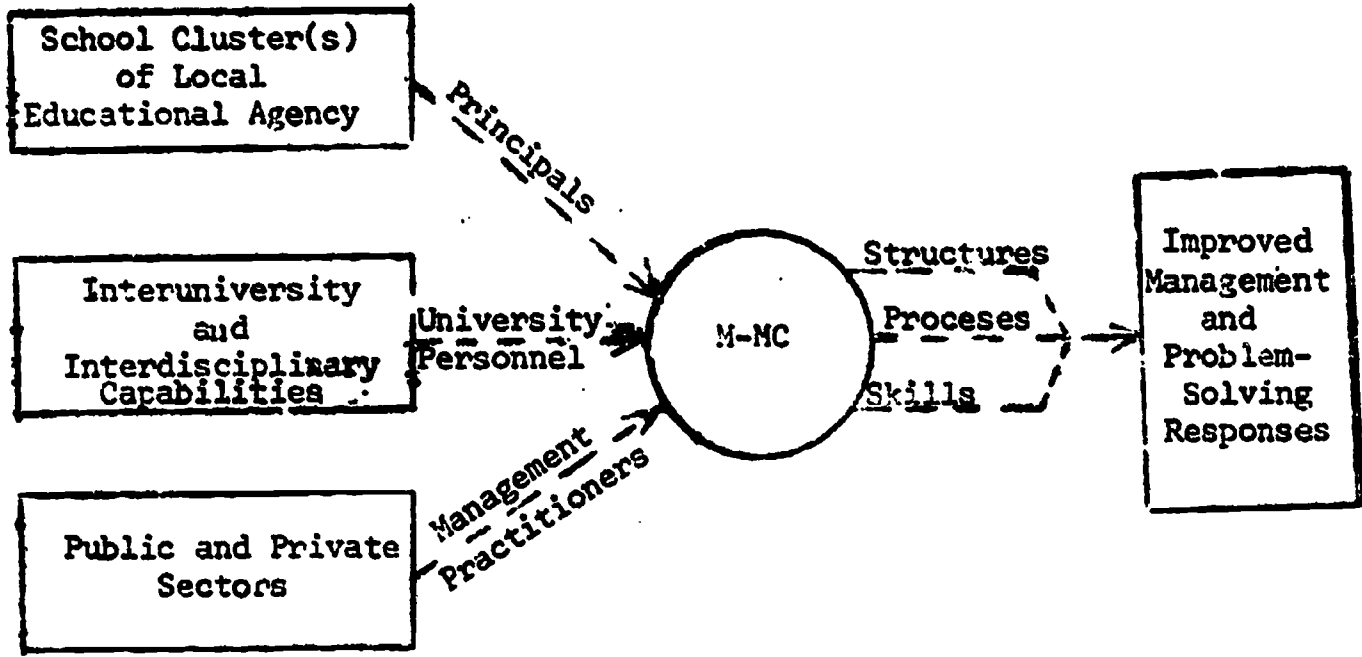 School Cluster(s)
of Local
Educational Agency
Principals
Interuniversity
and
Interdisciplinary
Capabilities
University
Personnel
Public and Private
Sectors
Management
Practitioners
M-MC
Structures
Proceses
Skills
Improved
Management
and
Problem-
Solving
Responses